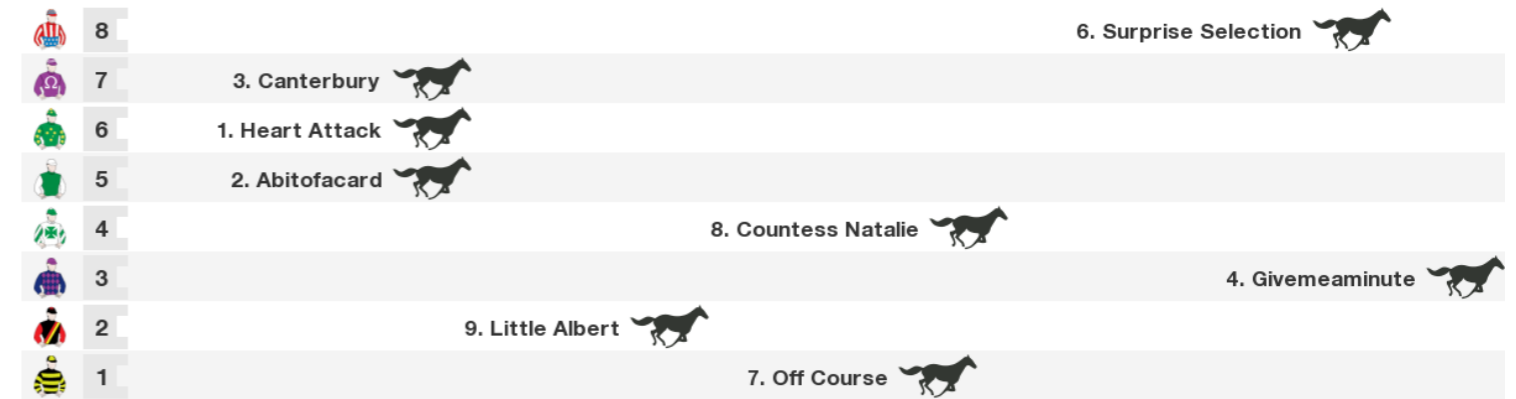 8 6. Surprise Selection
7 Ω 3. Canterbury
6 1. Heart Attack
5 2. Abitofacard
4 8. Countess Natalie
3 4. Givemeaminute
2 9. Little Albert
1 7. Off Course